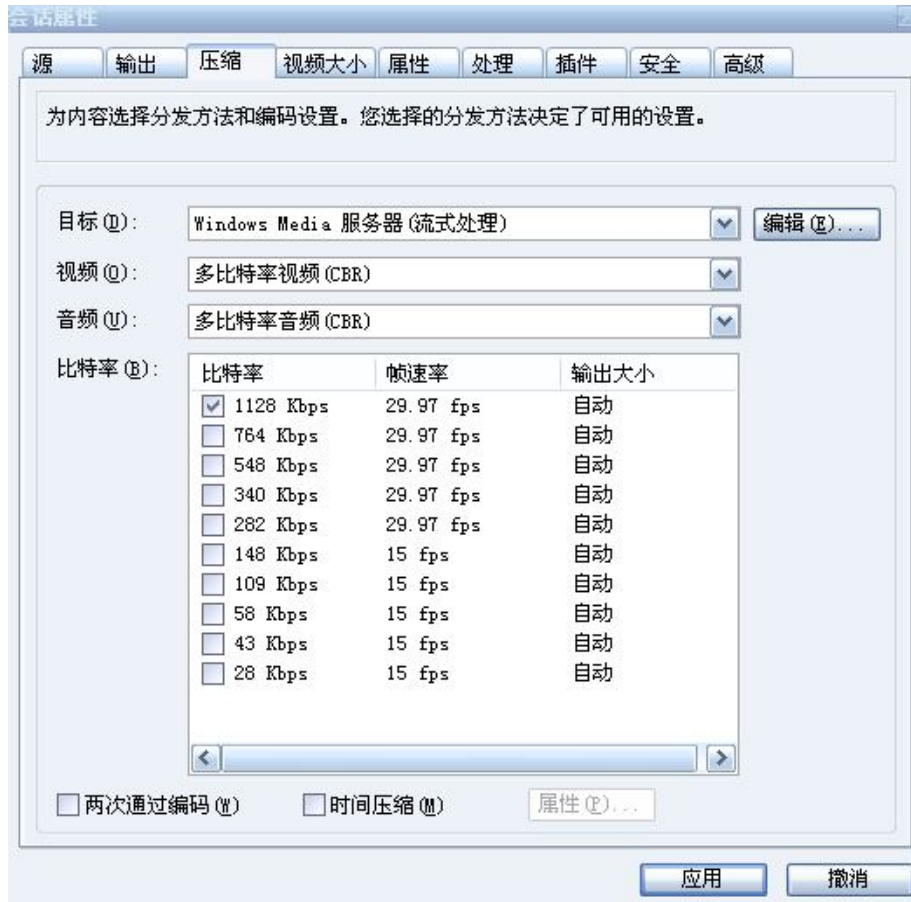 会话属性
源 输出 压缩 视频大小 属性 处理 插件 安全 高级
为内容选择分发方法和编码设置。您选择的分发方法决定了可用的设置。
目标(D): Windows Media 服务器(流式处理) 编辑(E)...
视频(O): 多比特率视频(CBR)
音频(U): 多比特率音频(CBR)
比特率(B): 比特率 帧速率 输出大小
1128 Kbps 29.97 fps 自动
764 Kbps 29.97 fps 自动
548 Kbps 29.97 fps 自动
340 Kbps 29.97 fps 自动
282 Kbps 29.97 fps 自动
148 Kbps 15 fps 自动
109 Kbps 15 fps 自动
58 Kbps 15 fps 自动
43 Kbps 15 fps 自动
28 Kbps 15 fps 自动
两次通过编码(W) 时间压缩(M) 属性(P)...
应用 撤消